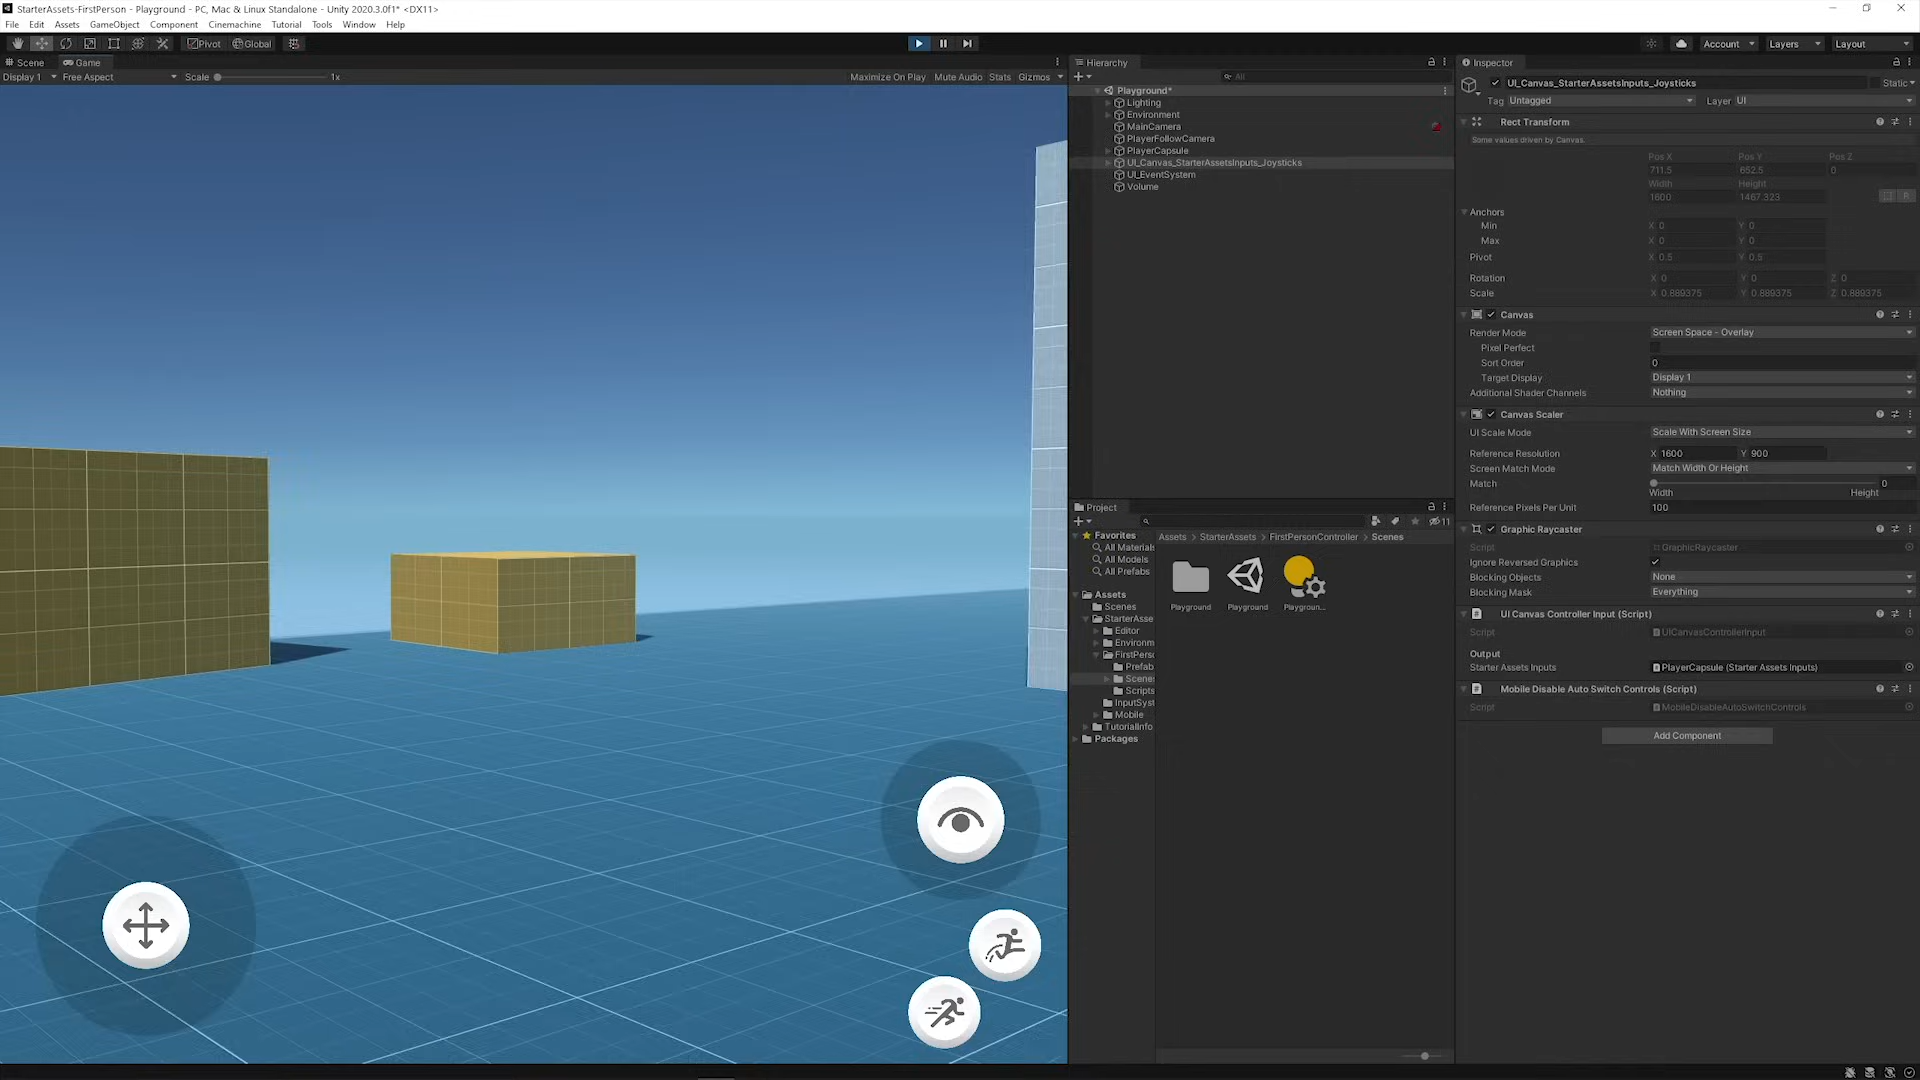 StarterAssets-FirstPerson - Playground - PC, Mac & Linux Standalone - Unity 2020.3.0f1* <DX11>
File Edit Assets GameObject Component Cinemachine Tutorial Tools Window Help
Pivot Global
Account Layers Layout
Scene Game
Display 1 Free Aspect Scale 1x Maximize On Play Mute Audio Stats Gizmos
Hierarchy
All
Playground*
Lighting
Environment
MainCamera
PlayerFollowCamera
PlayerCapsule
UI_Canvas_StarterAssetsInputs_Joysticks
UI_EventSystem
Volume
Project
11
Favorites
All Materials
All Models
All Prefabs
Assets
Scenes
StarterAsse
Editor
Environm
FirstPerso
Prefab
Scenes
Scripts
InputSyst
Mobile
TutorialInfo
Packages
Assets > StarterAssets > FirstPersonController > Scenes
Playground Playground Playgroun...
Inspector
UI_Canvas_StarterAssetsInputs_Joysticks Static
Tag Untagged Layer UI
Rect Transform
Some values driven by Canvas.
Pos X Pos Y Pos Z
711.5 652.5 0
Width Height
1600 1467.323 R
Anchors
Min X 0 Y 0
Max X 0 Y 0
Pivot X 0.5 Y 0.5
Rotation X 0 Y 0 Z 0
Scale X 0.889375 Y 0.889375 Z 0.889375
Canvas
Render Mode Screen Space - Overlay
Pixel Perfect
Sort Order 0
Target Display Display 1
Additional Shader Channels Nothing
Canvas Scaler
UI Scale Mode Scale With Screen Size
Reference Resolution X 1600 Y 900
Screen Match Mode Match Width Or Height
Match 0
Width Height
Reference Pixels Per Unit 100
Graphic Raycaster
Script GraphicRaycaster
Ignore Reversed Graphics
Blocking Objects None
Blocking Mask Everything
UI Canvas Controller Input (Script)
Script UICanvasControllerInput
Output
Starter Assets Inputs PlayerCapsule (Starter Assets Inputs)
Mobile Disable Auto Switch Controls (Script)
Script MobileDisableAutoSwitchControls
Add Component